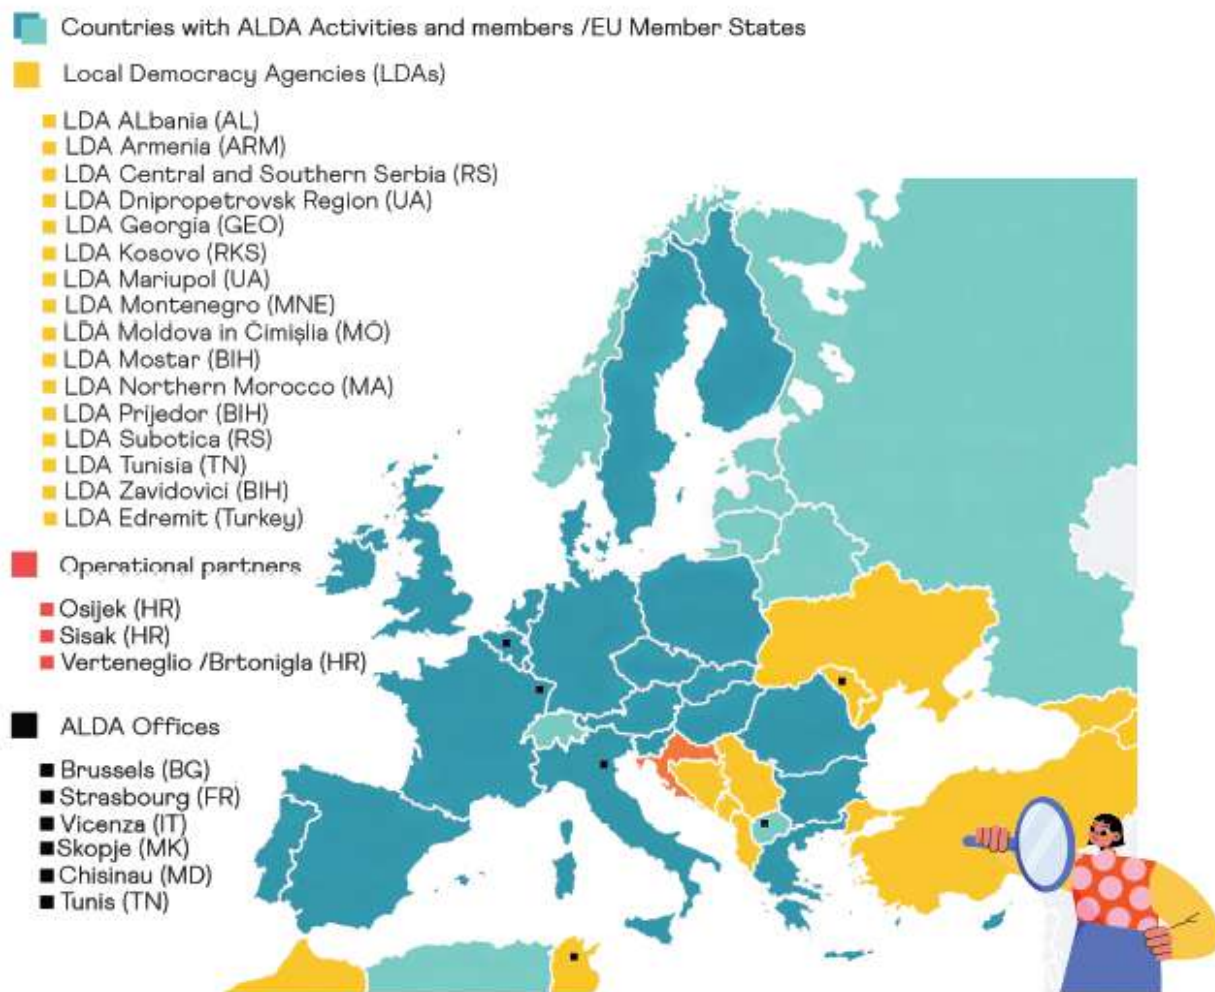 Countries with ALDA Activities and members /EU Member States
Local Democracy Agencies (LDAs)
LDA ALbania (AL)
LDA Armenia (ARM)
LDA Central and Southern Serbia (RS)
LDA Dnipropetrovsk Region (UA)
LDA Georgia (GEO)
LDA Kosovo (RKS)
LDA Mariupol (UA)
LDA Montenegro (MNE)
LDA Moldova in Cimişlia (MO)
LDA Mostar (BIH)
LDA Northern Morocco (MA)
LDA Prijedor (BIH)
LDA Subotica (RS)
LDA Tunisia (TN)
LDA Zavidovici (BIH)
LDA Edremit (Turkey)
Operational partners
Osijek (HR)
Sisak (HR)
Verteneglio /Brtonigla (HR)
ALDA Offices
Brussels (BG)
Strasbourg (FR)
Vicenza (IT)
Skopje (MK)
Chisinau (MD)
Tunis (TN)